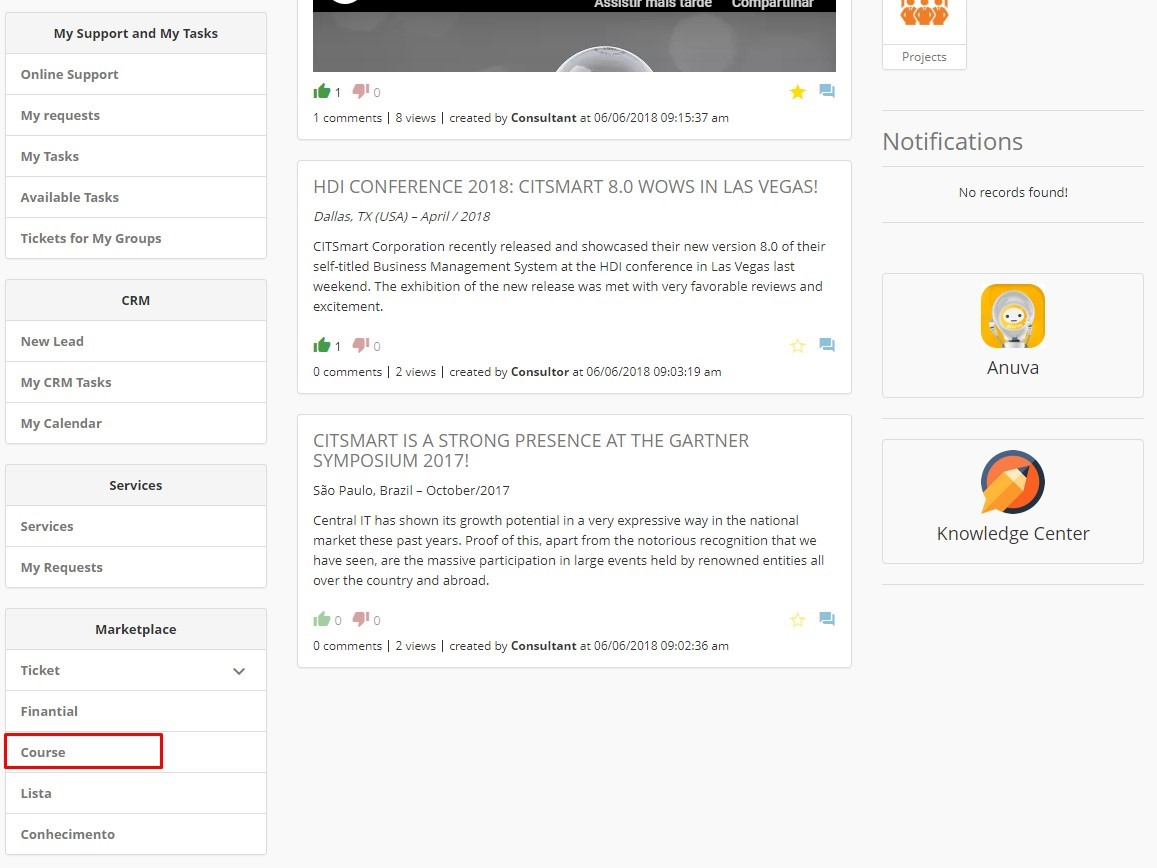 My Support and My Tasks
Online Support
My requests
My Tasks
Available Tasks
Tickets for My Groups
CRM
New Lead
My CRM Tasks
My Calendar
Services
Services
My Requests
Marketplace
Ticket
Finantial
Course
Lista
Conhecimento
Assistir mais tarde Compartilhar
1 0
1 comments | 8 views | created by Consultant at 06/06/2018 09:15:37 am
HDI CONFERENCE 2018: CITSMART 8.0 WOWS IN LAS VEGAS!
Dallas, TX (USA) – April / 2018
CITSmart Corporation recently released and showcased their new version 8.0 of their
self-titled Business Management System at the HDI conference in Las Vegas last
weekend. The exhibition of the new release was met with very favorable reviews and
excitement.
1 0
0 comments | 2 views | created by Consultor at 06/06/2018 09:03:19 am
CITSMART IS A STRONG PRESENCE AT THE GARTNER
SYMPOSIUM 2017!
São Paulo, Brazil – October/2017
Central IT has shown its growth potential in a very expressive way in the national
market these past years. Proof of this, apart from the notorious recognition that we
have seen, are the massive participation in large events held by renowned entities all
over the country and abroad.
0 0
0 comments | 2 views | created by Consultant at 06/06/2018 09:02:36 am
Projects
Notifications
No records found!
Anuva
Knowledge Center